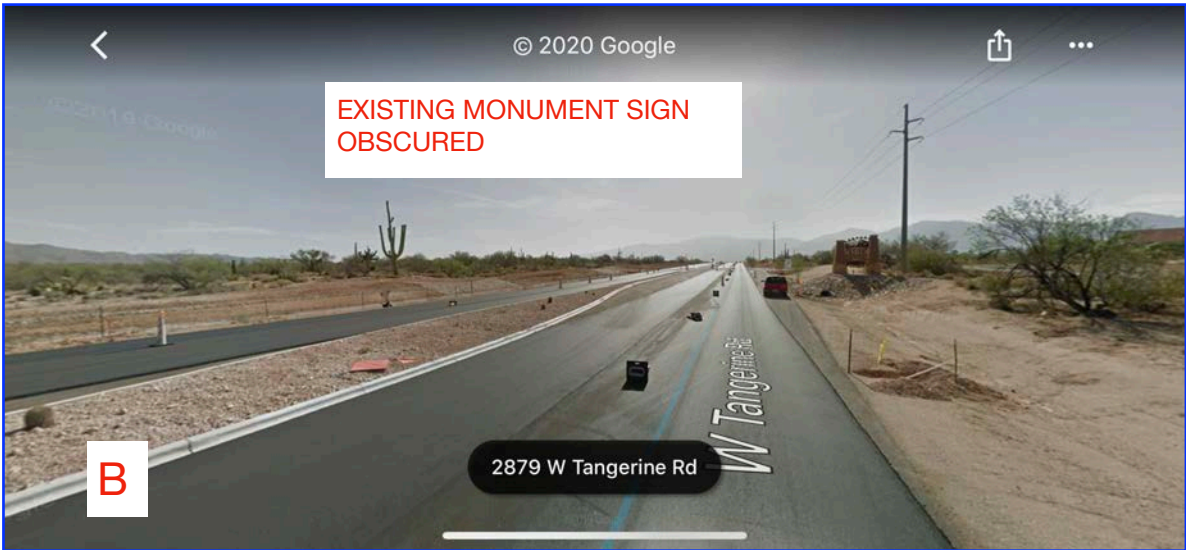 © 2020 Google
EXISTING MONUMENT SIGN
OBSCURED
©2019 Google
W Tangerine Rd
2879 W Tangerine Rd
B